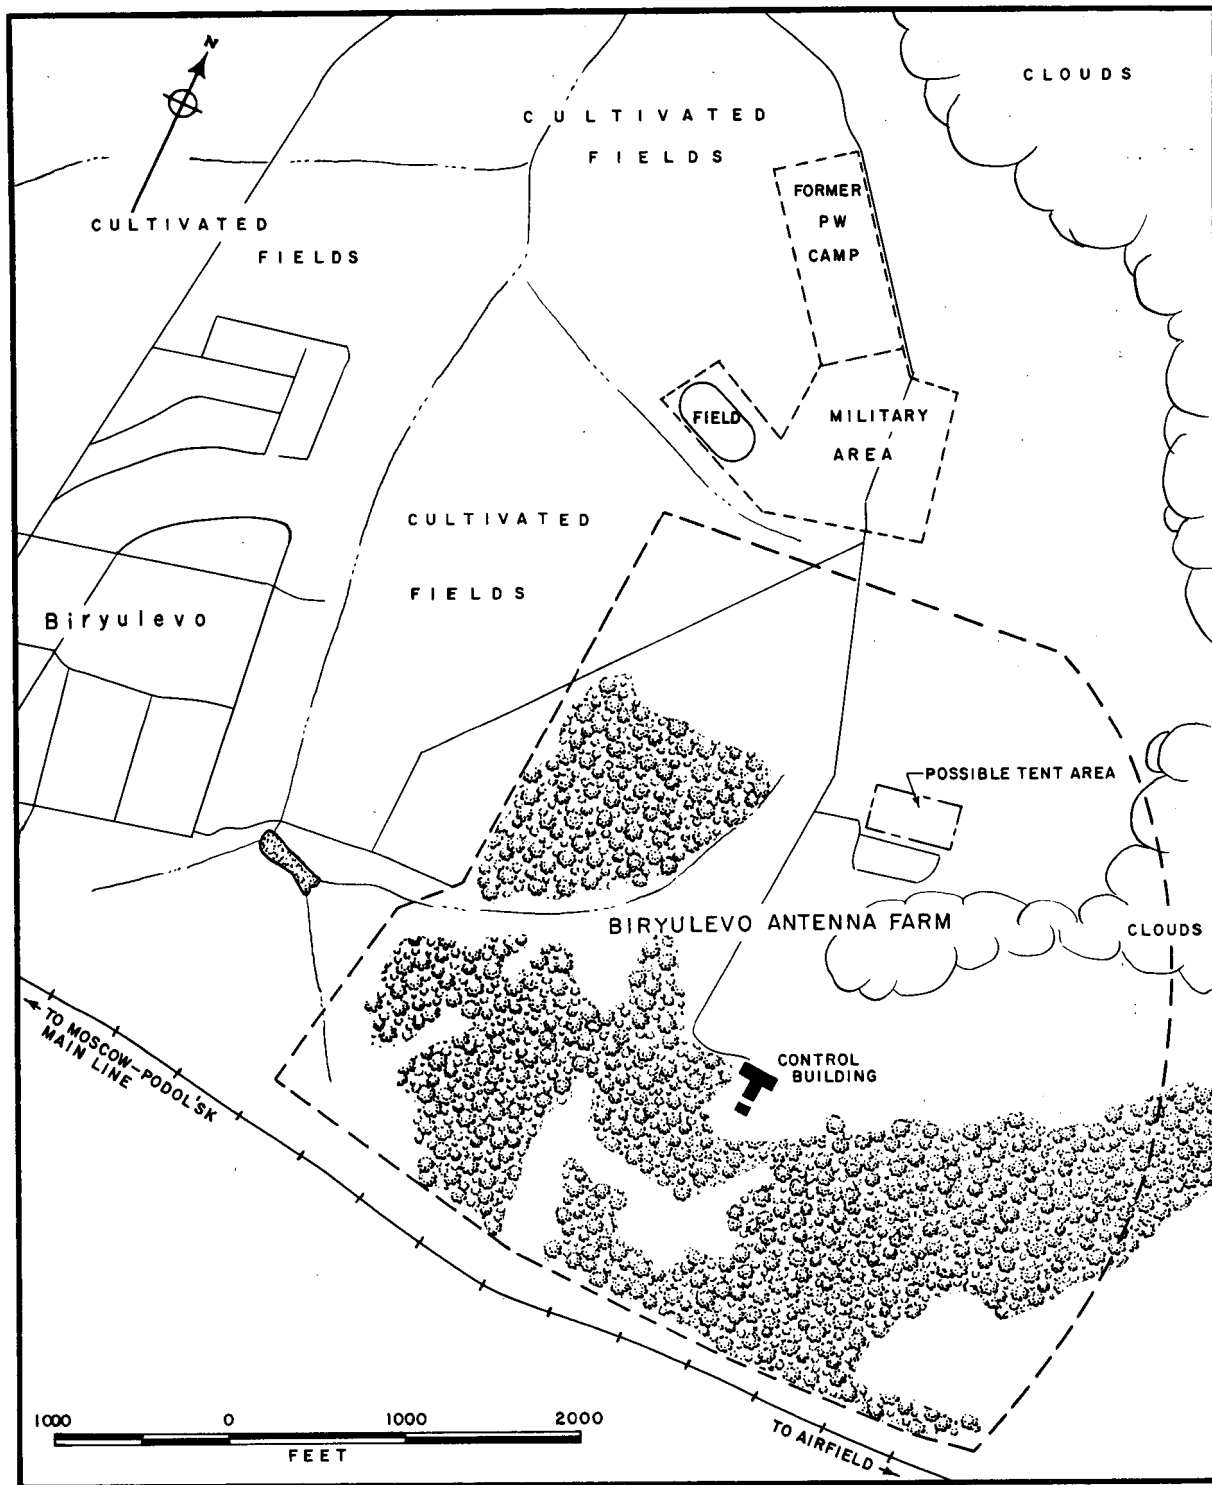 N
CLOUDS
CULTIVATED
FIELDS
FORMER
PW
CAMP
CULTIVATED
FIELDS
FIELD
MILITARY
AREA
CULTIVATED
FIELDS
Biryulevo
POSSIBLE TENT AREA
BIRYULEVO ANTENNA FARM
CLOUDS
TO MOSCOW–PODOL'SK
MAIN LINE
CONTROL
BUILDING
1000 0 1000 2000
FEET
TO AIRFIELD